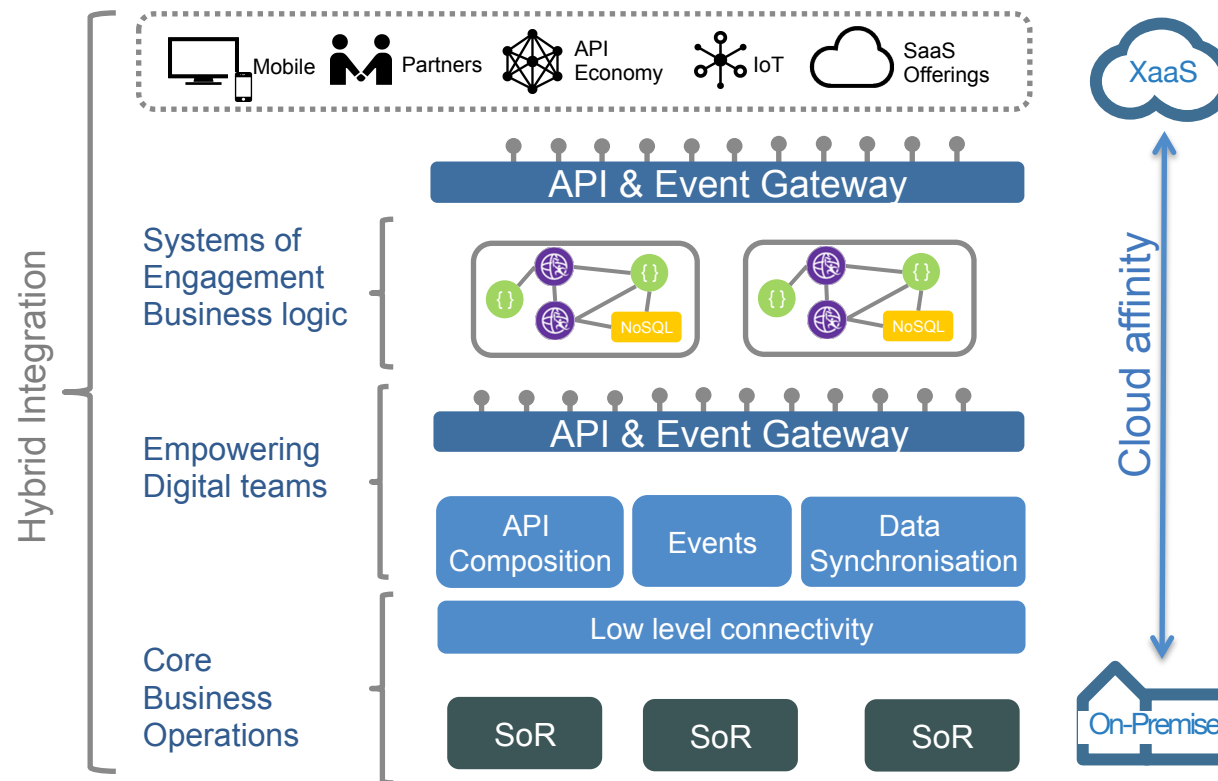 Mobile
Partners
API
Economy
IoT
SaaS
Offerings
XaaS
API & Event Gateway
Hybrid Integration
Systems of
Engagement
Business logic
{ }
{ }
NoSQL
{ }
{ }
NoSQL
Cloud affinity
API & Event Gateway
Empowering
Digital teams
API
Composition
Events
Data
Synchronisation
Low level connectivity
Core
Business
Operations
SoR
SoR
SoR
On-Premise